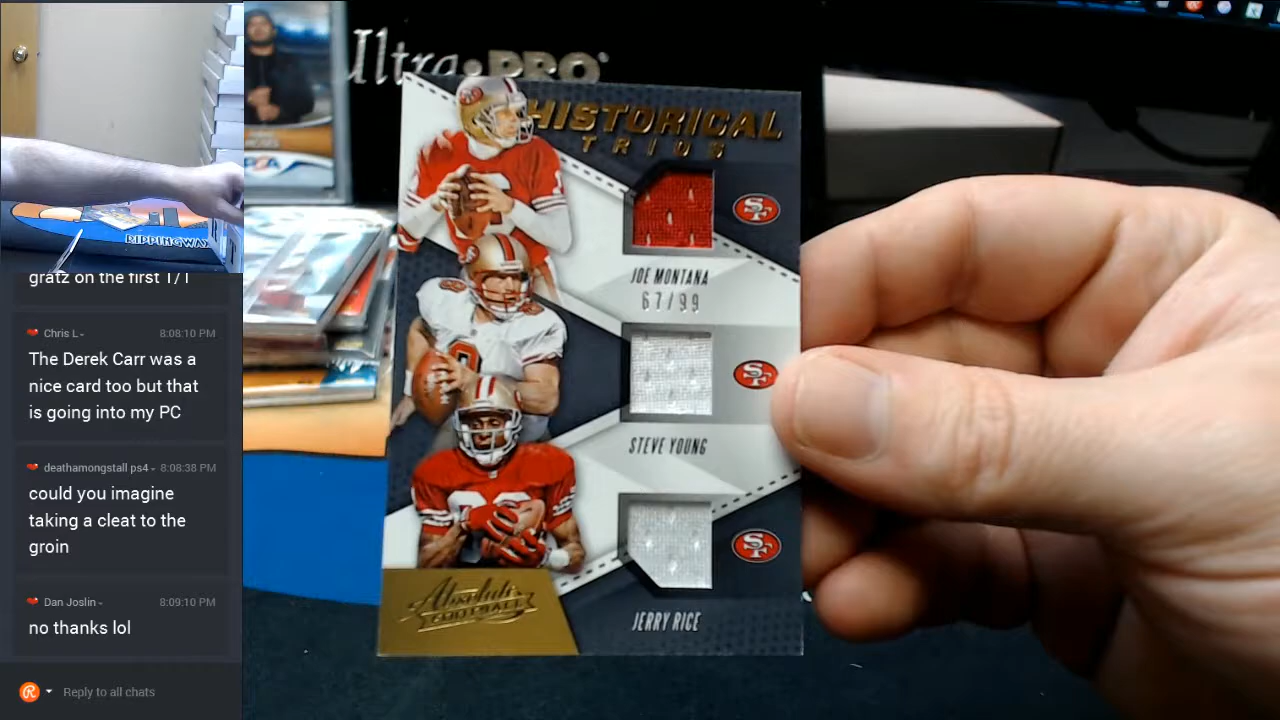 gratz on the first 1/1
Chris L
8:08:10 PM
The Derek Carr was a
nice card too but that
is going into my PC
deathamongstall ps4
8:08:38 PM
could you imagine
taking a cleat to the
groin
Dan Joslin
8:09:10 PM
no thanks lol
Reply to all chats
RIPPINGWAX
Ultra PRO
HISTORICAL
TRIOS
SF
JOE MONTANA
67/99
SF
STEVE YOUNG
SF
JERRY RICE
Absolute
FOOTBALL